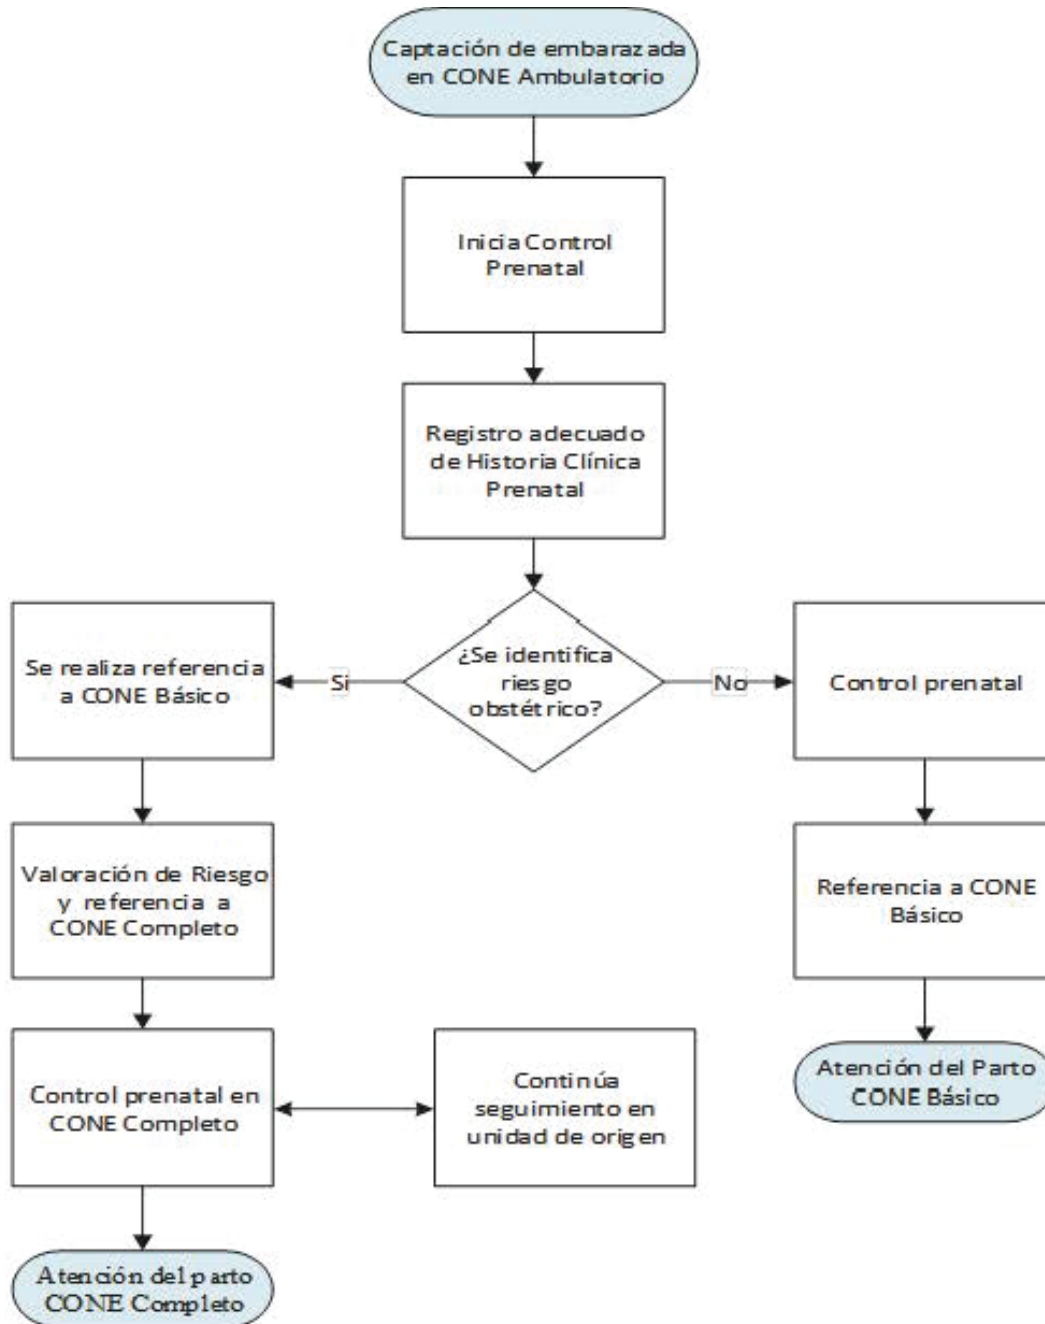 Captación de embarazada
en CONE Ambulatorio
Inicia Control
Prenatal
Registro adecuado
de Historia Clínica
Prenatal
¿Se identifica
riesgo
obstétrico?
Si
No
Se realiza referencia
a CONE Básico
Control prenatal
Valoración de Riesgo
y referencia a
CONE Completo
Referencia a CONE
Básico
Control prenatal en
CONE Completo
Continúa
seguimiento en
unidad de origen
Atención del Parto
CONE Básico
Atención del parto
CONE Completo